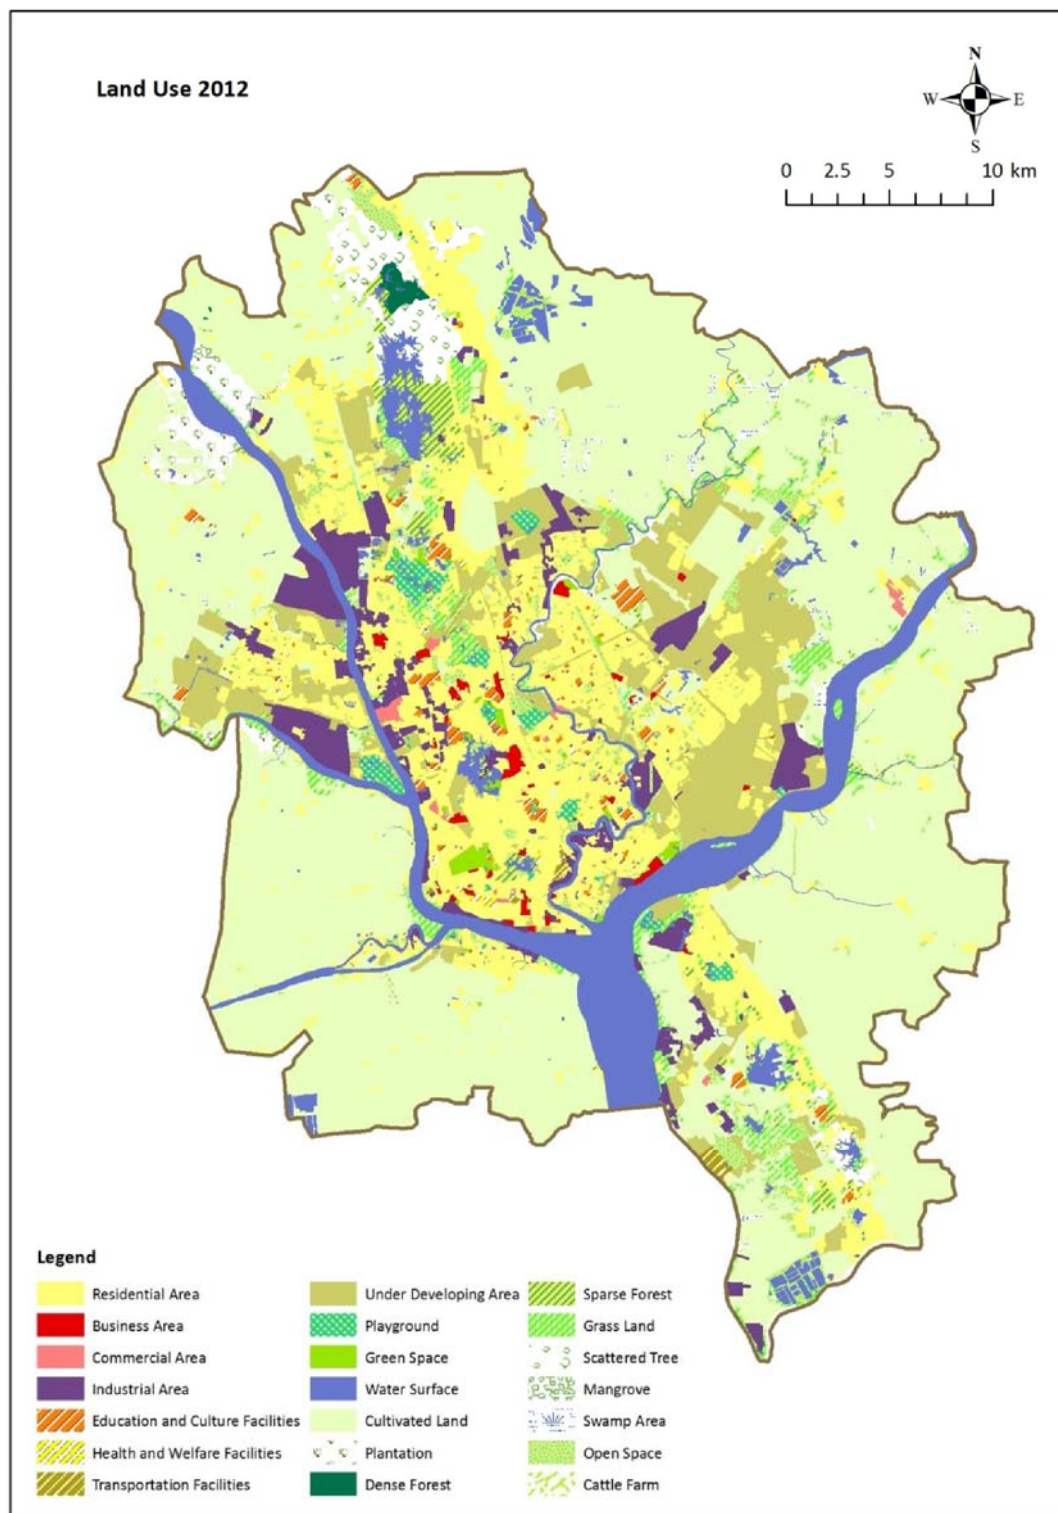 Land Use 2012
N
W E
S
0 2.5 5 10 km
Legend
Residential Area
Business Area
Commercial Area
Industrial Area
Education and Culture Facilities
Health and Welfare Facilities
Transportation Facilities
Under Developing Area
Playground
Green Space
Water Surface
Cultivated Land
Plantation
Dense Forest
Sparse Forest
Grass Land
Scattered Tree
Mangrove
Swamp Area
Open Space
Cattle Farm